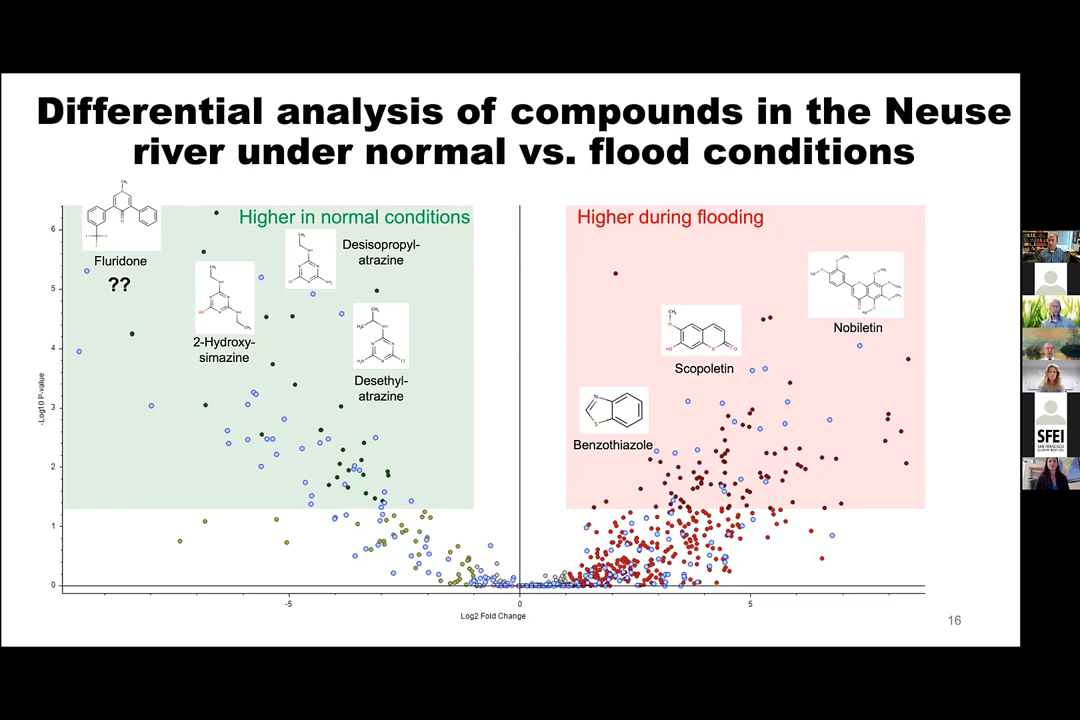 Differential analysis of compounds in the Neuse
river under normal vs. flood conditions
Higher in normal conditions
Higher during flooding
Fluridone
??
2-Hydroxy-
simazine
Desisopropyl-
atrazine
Desethyl-
atrazine
Benzothiazole
Scopoletin
Nobiletin
-Log10 P-value
6
5
4
3
2
1
0
-5
0
5
Log2 Fold Change
16
SFEI